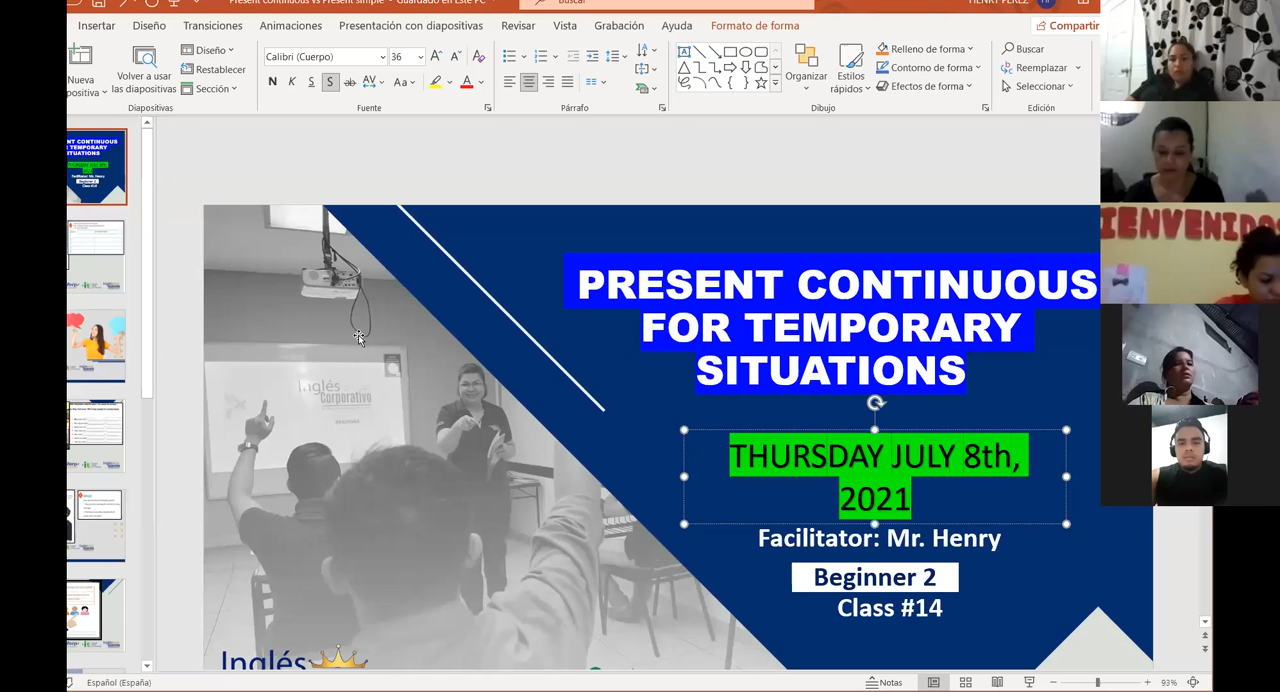 Present continuous vs Present simple - Guardado en Este PC
Buscar
HENRY PEREZ
Insertar Diseño Transiciones Animaciones Presentación con diapositivas Revisar Vista Grabación Ayuda Formato de forma Compartir
Nueva
Volver a usar
las diapositivas
Diseño
Restablecer
Sección
Diapositivas
Calibri (Cuerpo) 36
N K S S ab AV Aa A
Fuente
Párrafo
Organizar
Estilos
rápidos
Relleno de forma
Contorno de forma
Efectos de forma
Dibujo
Buscar
Reemplazar
Seleccionar
Edición
PRESENT CONTINUOUS
FOR TEMPORARY
SITUATIONS
THURSDAY JULY 8th,
2021
Facilitator: Mr. Henry
Beginner 2
Class #14
Inglés
Corporativo
Inglés
Español (España)
Notas
93%